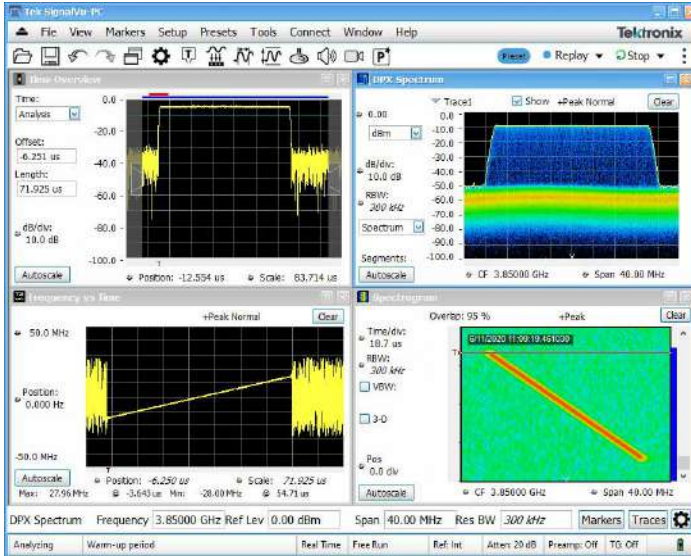 Tek SignalVu-PC
File View Markers Setup Presets Tools Connect Window Help
Tektronix
Preset Replay Stop
Time Overview
Time:
Analysis
Offset:
-6.251 us
Length:
71.925 us
dB/div:
10.0 dB
Autoscale
0.0
-20.0
-40.0
-60.0
-80.0
-100.0
Position: -12.554 us Scale: 83.714 us
DPX Spectrum
Trace1 Show +Peak Normal Clear
0.00
dBm
dB/div:
10.0 dB
RBW:
300 kHz
Spectrum
Segments:
Autoscale
0.0
-10.0
-20.0
-30.0
-40.0
-50.0
-60.0
-70.0
-80.0
-90.0
-100.0
CF 3.85000 GHz Span 40.00 MHz
Frequency vs Time
+Peak Normal Clear
50.0 MHz
Position:
0.000 Hz
-50.0 MHz
Autoscale
Position: -6.250 us Scale: 71.925 us
Max: 27.96 MHz @ -3.643 us Min: -28.00 MHz @ 54.71 us
Spectrogram
Overlap: 95 % +Peak Clear
Time/div:
18.7 us
RBW:
300 kHz
VBW:
3-D
Pos
0.0 div
Autoscale
CF 3.85000 GHz Span 40.00 MHz
DPX Spectrum Frequency 3.85000 GHz Ref Lev 0.00 dBm Span 40.00 MHz Res BW 300 kHz Markers Traces
Analyzing Warm-up period Real Time Free Run Ref: Int Atten: 20 dB Preamp: Off TG: Off